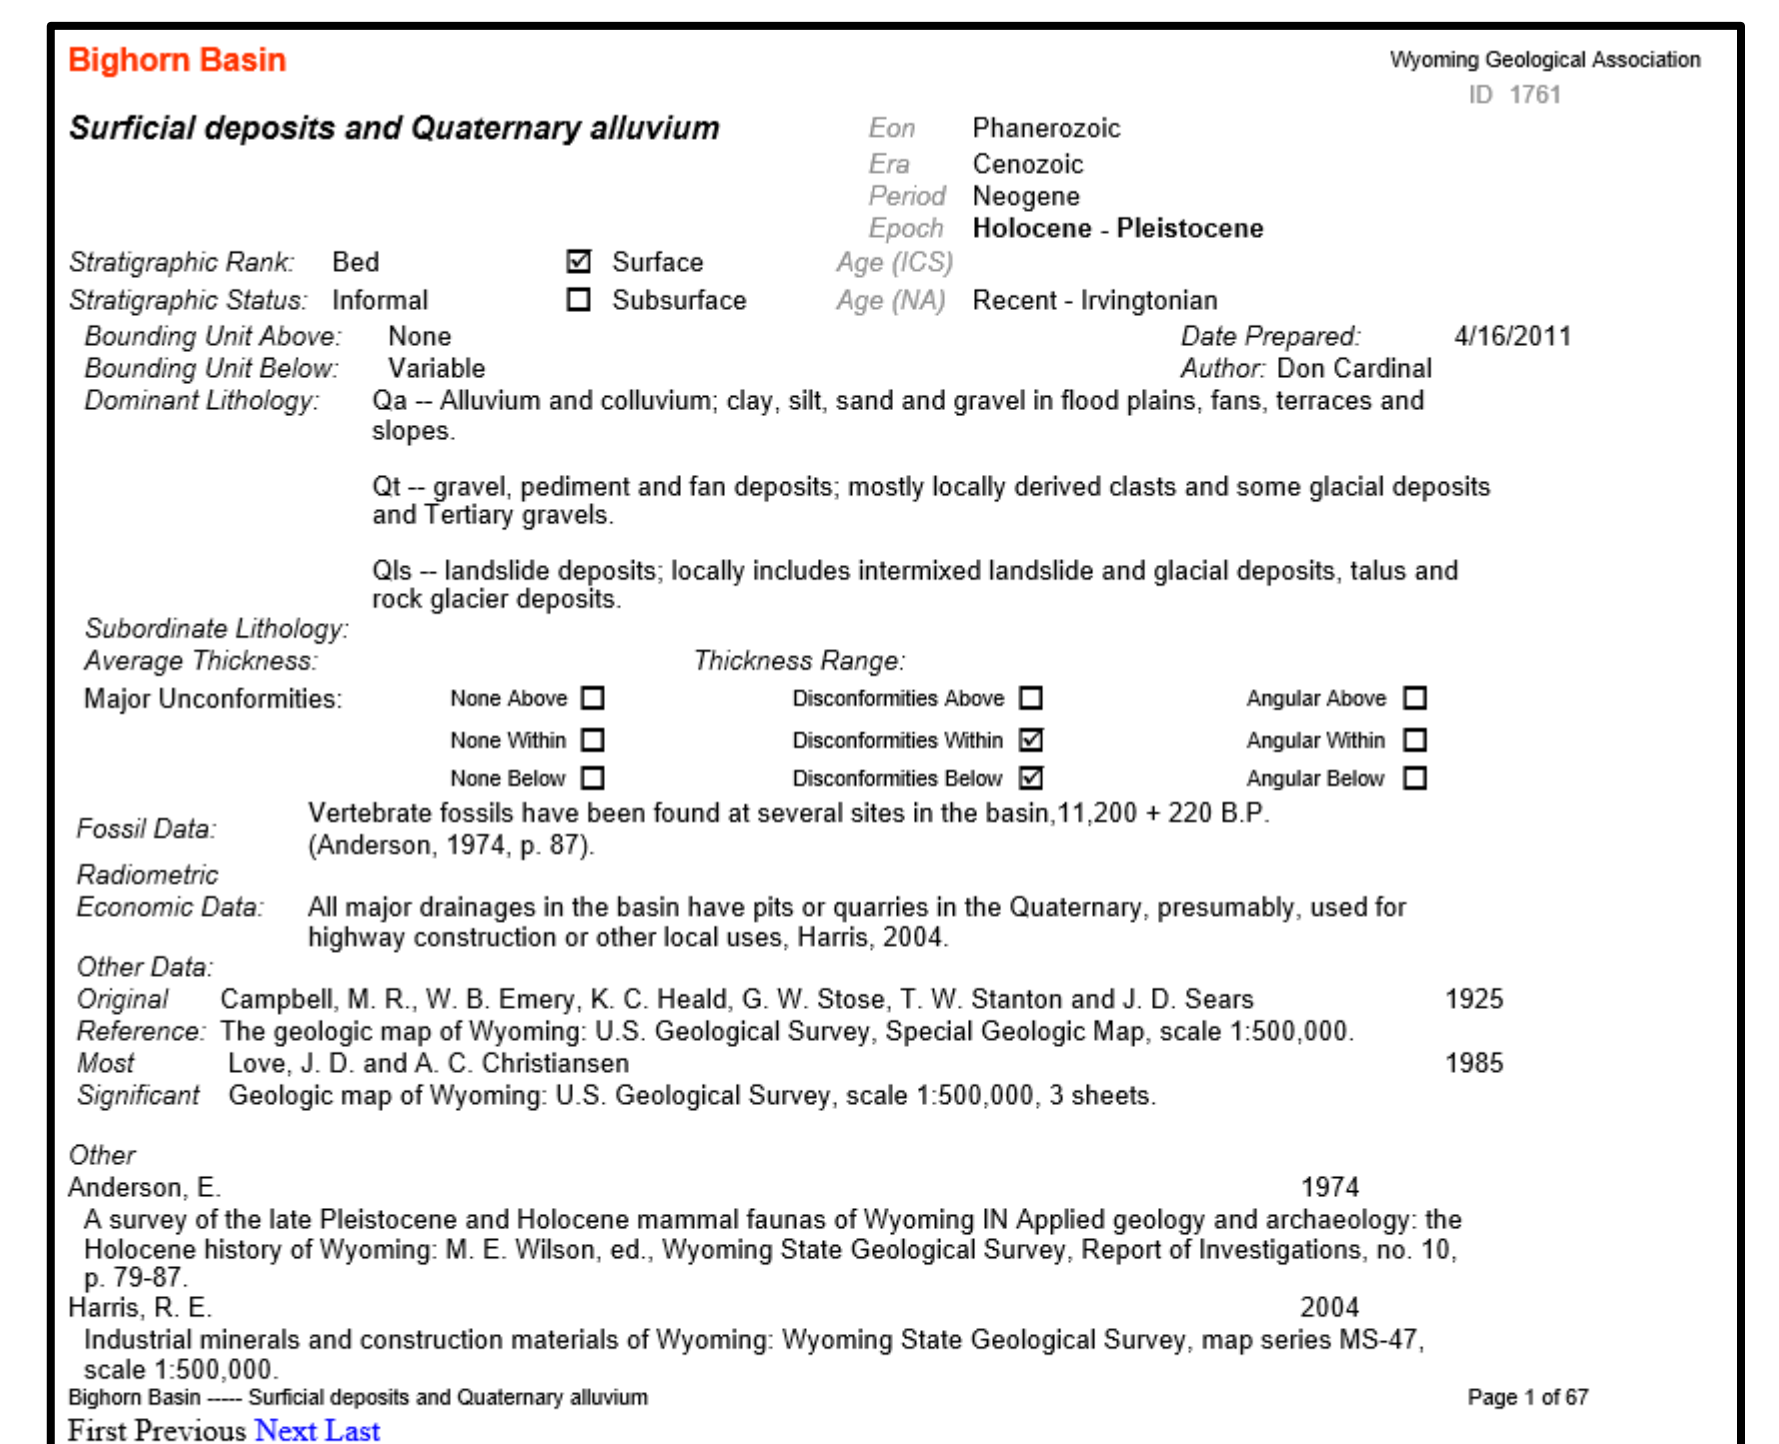 Bighorn Basin
Wyoming Geological Association
ID 1761
Surficial deposits and Quaternary alluvium
Eon Phanerozoic
Era Cenozoic
Period Neogene
Epoch Holocene - Pleistocene
Stratigraphic Rank: Bed ☑ Surface Age (ICS)
Stratigraphic Status: Informal ☐ Subsurface Age (NA) Recent - Irvingtonian
Bounding Unit Above: None Date Prepared: 4/16/2011
Bounding Unit Below: Variable Author: Don Cardinal
Dominant Lithology: Qa -- Alluvium and colluvium; clay, silt, sand and gravel in flood plains, fans, terraces and
slopes.
Qt -- gravel, pediment and fan deposits; mostly locally derived clasts and some glacial deposits
and Tertiary gravels.
Qls -- landslide deposits; locally includes intermixed landslide and glacial deposits, talus and
rock glacier deposits.
Subordinate Lithology:
Average Thickness: Thickness Range:
Major Unconformities: None Above ☐ Disconformities Above ☐ Angular Above ☐
None Within ☐ Disconformities Within ☑ Angular Within ☐
None Below ☐ Disconformities Below ☑ Angular Below ☐
Fossil Data: Vertebrate fossils have been found at several sites in the basin,11,200 + 220 B.P.
(Anderson, 1974, p. 87).
Radiometric
Economic Data: All major drainages in the basin have pits or quarries in the Quaternary, presumably, used for
highway construction or other local uses, Harris, 2004.
Other Data:
Original Campbell, M. R., W. B. Emery, K. C. Heald, G. W. Stose, T. W. Stanton and J. D. Sears 1925
Reference: The geologic map of Wyoming: U.S. Geological Survey, Special Geologic Map, scale 1:500,000.
Most Love, J. D. and A. C. Christiansen 1985
Significant Geologic map of Wyoming: U.S. Geological Survey, scale 1:500,000, 3 sheets.
Other
Anderson, E. 1974
A survey of the late Pleistocene and Holocene mammal faunas of Wyoming IN Applied geology and archaeology: the
Holocene history of Wyoming: M. E. Wilson, ed., Wyoming State Geological Survey, Report of Investigations, no. 10,
p. 79-87.
Harris, R. E. 2004
Industrial minerals and construction materials of Wyoming: Wyoming State Geological Survey, map series MS-47,
scale 1:500,000.
Bighorn Basin ----- Surficial deposits and Quaternary alluvium Page 1 of 67
First Previous Next Last